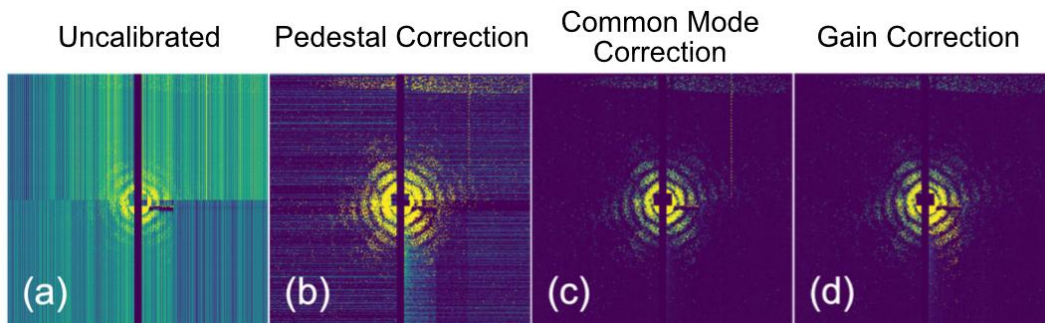 Uncalibrated
Pedestal Correction
Common Mode
Correction
Gain Correction
(a)
(b)
(c)
(d)